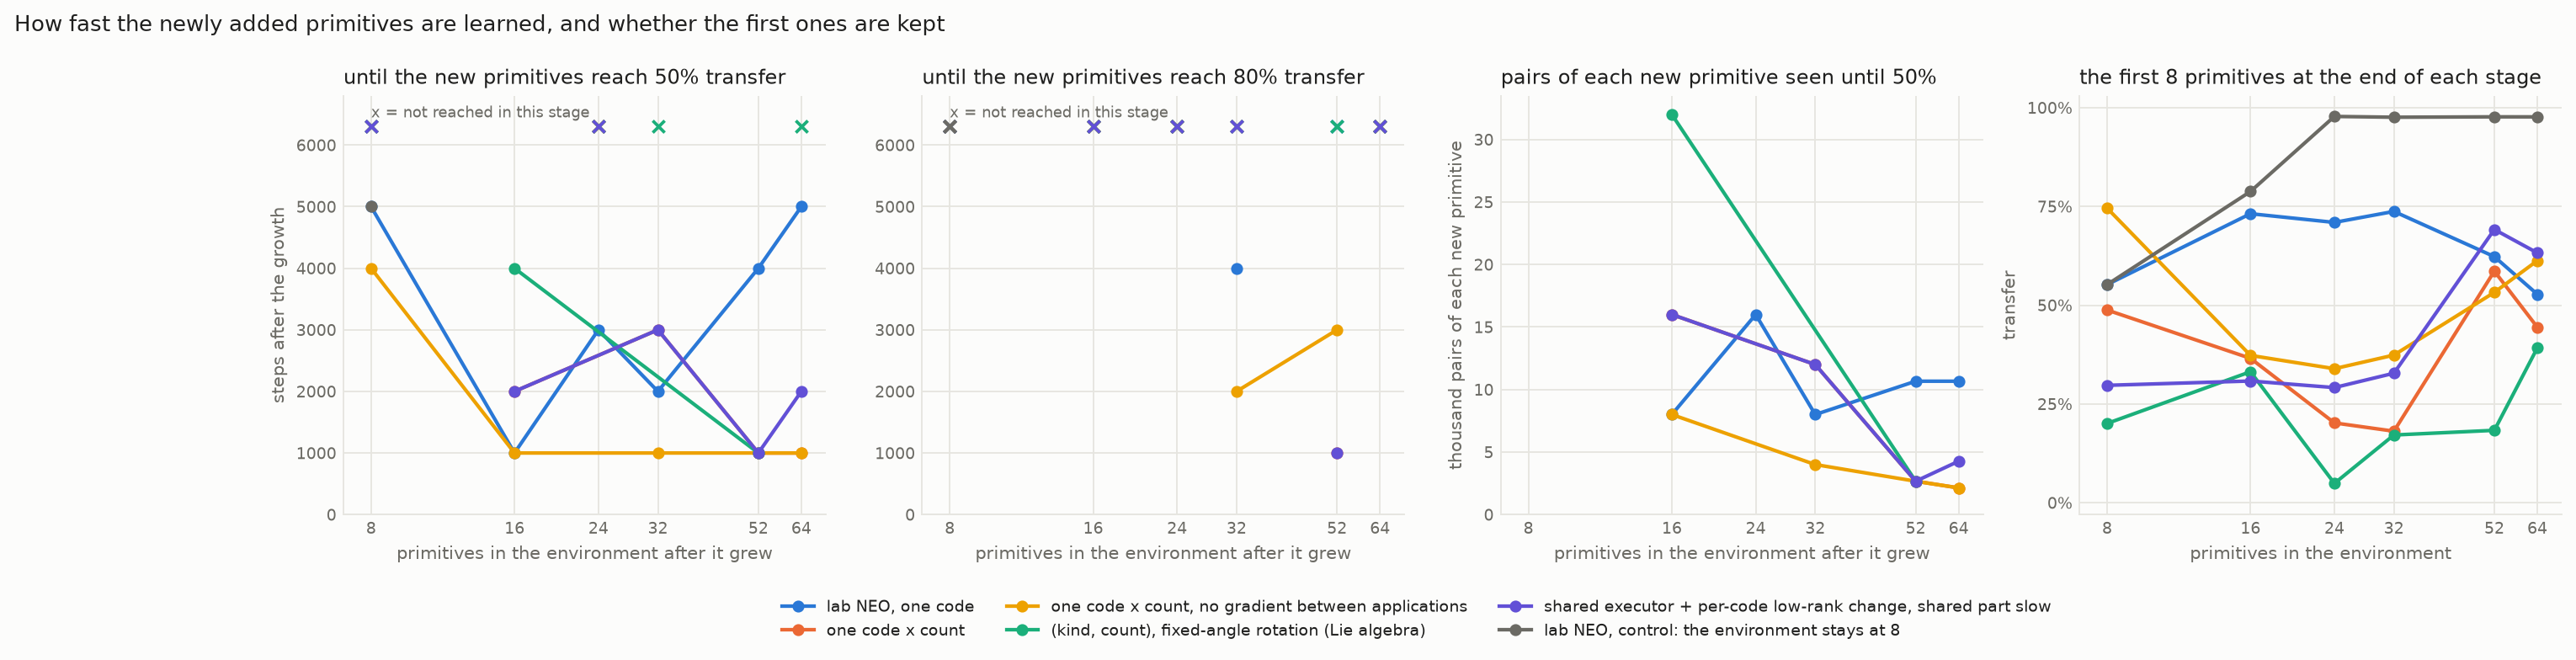 How fast the newly added primitives are learned, and whether the first ones are kept
until the new primitives reach 50% transfer
x = not reached in this stage
6000
5000
4000
3000
2000
1000
0
steps after the growth
8 16 24 32 52 64
primitives in the environment after it grew
until the new primitives reach 80% transfer
x = not reached in this stage
6000
5000
4000
3000
2000
1000
0
8 16 24 32 52 64
primitives in the environment after it grew
pairs of each new primitive seen until 50%
30
25
20
15
10
5
0
thousand pairs of each new primitive
8 16 24 32 52 64
primitives in the environment after it grew
the first 8 primitives at the end of each stage
100%
75%
50%
25%
0%
transfer
8 16 24 32 52 64
primitives in the environment
lab NEO, one code
one code x count
one code x count, no gradient between applications
(kind, count), fixed-angle rotation (Lie algebra)
shared executor + per-code low-rank change, shared part slow
lab NEO, control: the environment stays at 8